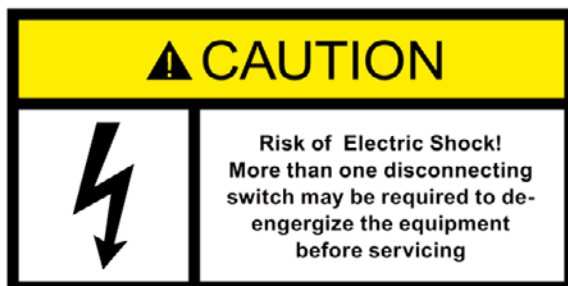 CAUTION
Risk of Electric Shock!
More than one disconnecting
switch may be required to de-
engergize the equipment
before servicing